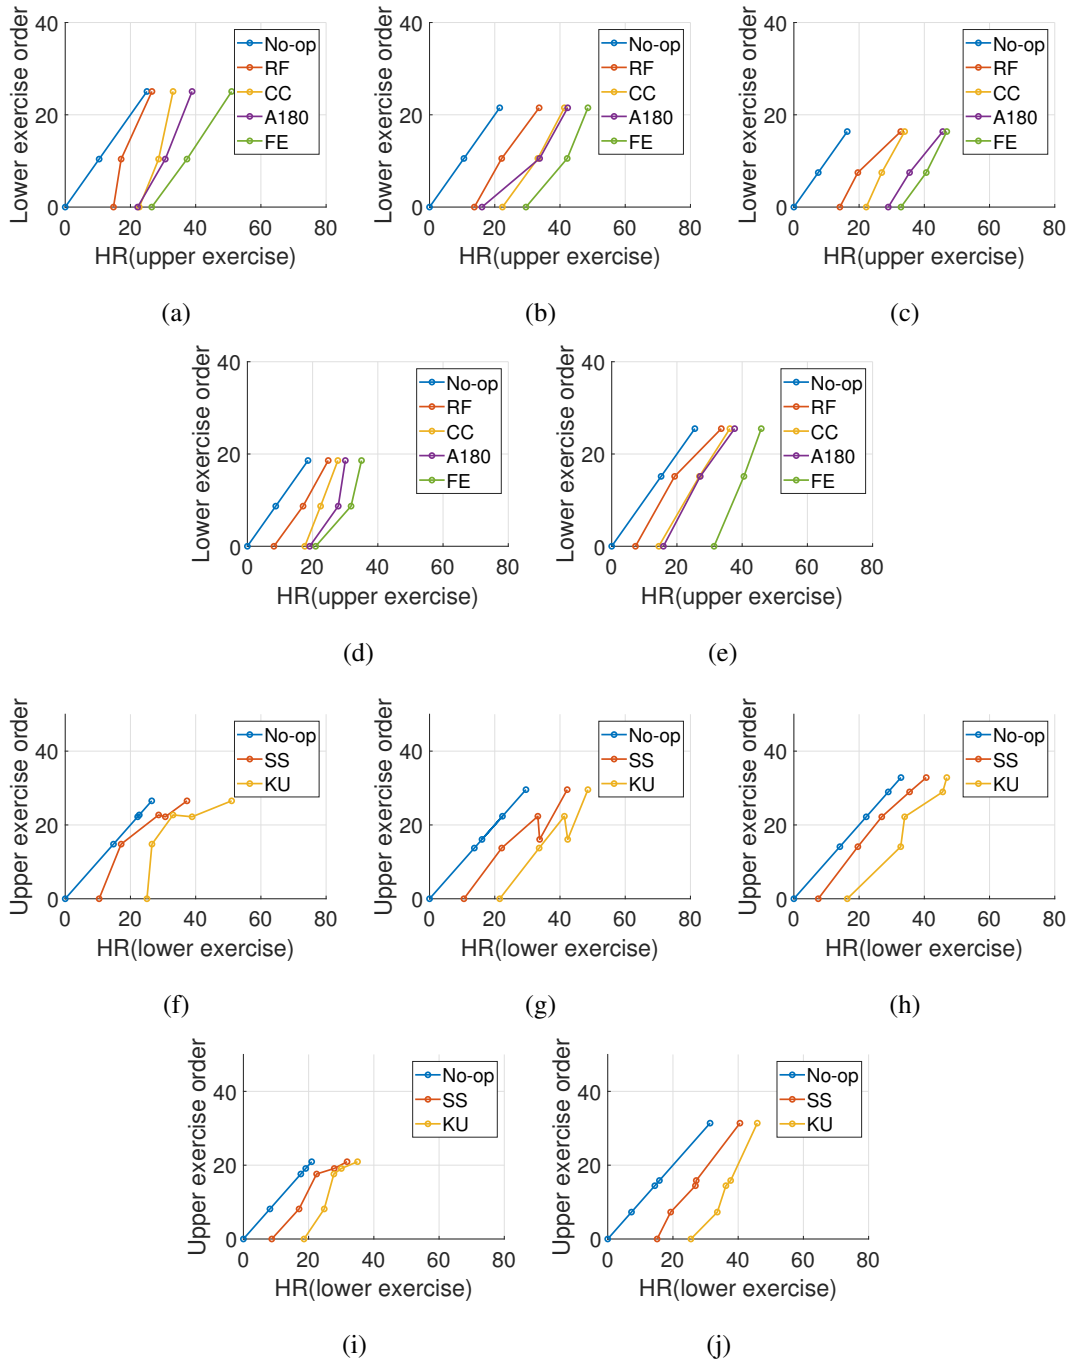 Lower exercise order
40
20
0
0 20 40 60 80
HR(upper exercise)
No-op
RF
CC
A180
FE
(a)
Lower exercise order
40
20
0
0 20 40 60 80
HR(upper exercise)
No-op
RF
CC
A180
FE
(b)
Lower exercise order
40
20
0
0 20 40 60 80
HR(upper exercise)
No-op
RF
CC
A180
FE
(c)
Lower exercise order
40
20
0
0 20 40 60 80
HR(upper exercise)
No-op
RF
CC
A180
FE
(d)
Lower exercise order
40
20
0
0 20 40 60 80
HR(upper exercise)
No-op
RF
CC
A180
FE
(e)
Upper exercise order
40
20
0
0 20 40 60 80
HR(lower exercise)
No-op
SS
KU
(f)
Upper exercise order
40
20
0
0 20 40 60 80
HR(lower exercise)
No-op
SS
KU
(g)
Upper exercise order
40
20
0
0 20 40 60 80
HR(lower exercise)
No-op
SS
KU
(h)
Upper exercise order
40
20
0
0 20 40 60 80
HR(lower exercise)
No-op
SS
KU
(i)
Upper exercise order
40
20
0
0 20 40 60 80
HR(lower exercise)
No-op
SS
KU
(j)